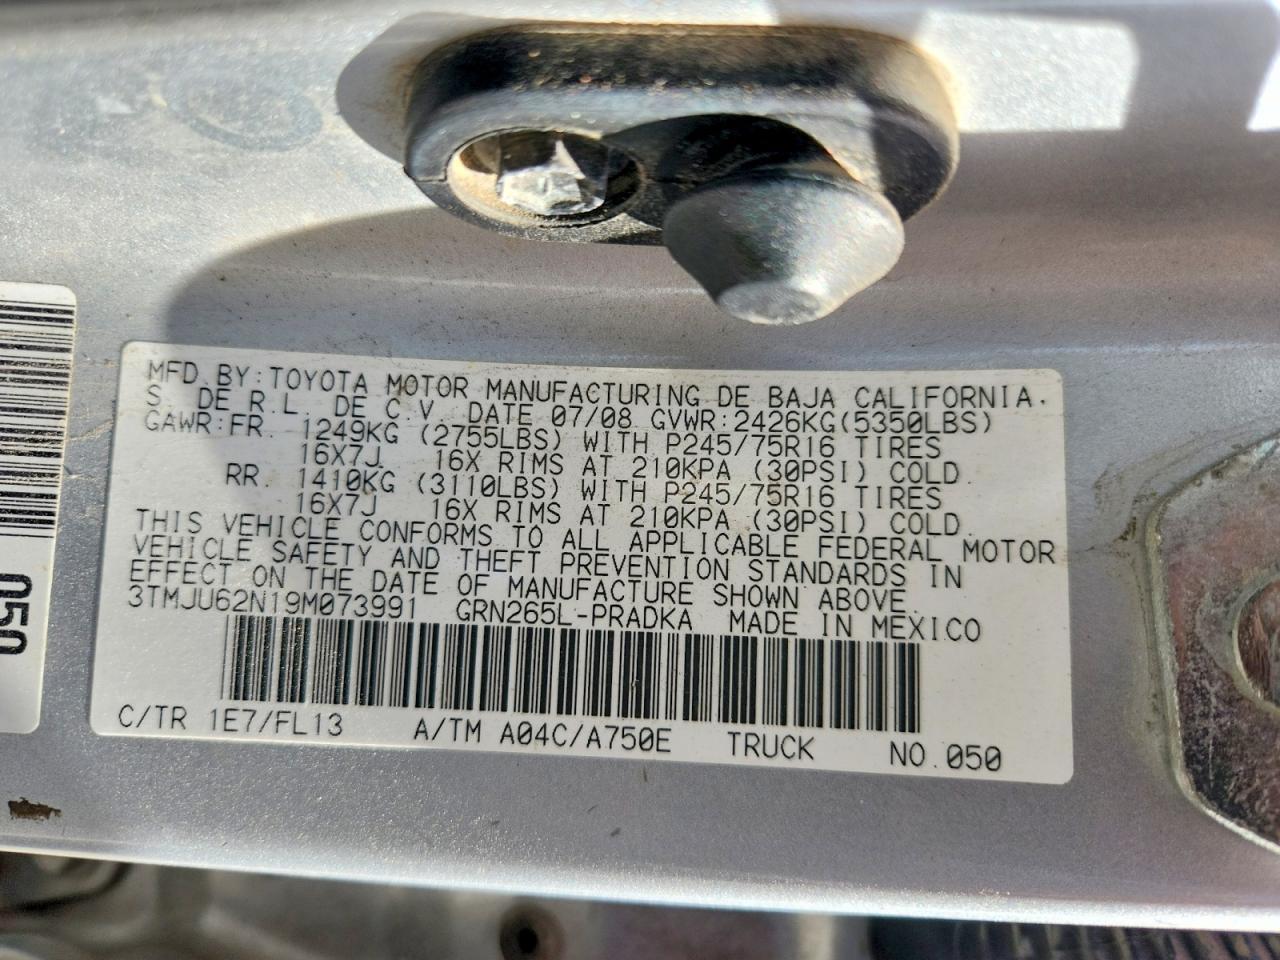 MFD.BY:TOYOTA MOTOR MANUFACTURING DE BAJA CALIFORNIA.
S. DE R.L. DE C.V. DATE 07/08 GVWR:2426KG(5350LBS)
GAWR:FR. 1249KG (2755LBS) WITH P245/75R16 TIRES
16X7J 16X RIMS AT 210KPA (30PSI) COLD.
RR 1410KG (3110LBS) WITH P245/75R16 TIRES
16X7J 16X RIMS AT 210KPA (30PSI) COLD.
THIS VEHICLE CONFORMS TO ALL APPLICABLE FEDERAL MOTOR
VEHICLE SAFETY AND THEFT PREVENTION STANDARDS IN
EFFECT ON THE DATE OF MANUFACTURE SHOWN ABOVE.
3TMJU62N19M073991 GRN265L-PRADKA MADE IN MEXICO
C/TR 1E7/FL13 A/TM A04C/A750E TRUCK NO.050
050